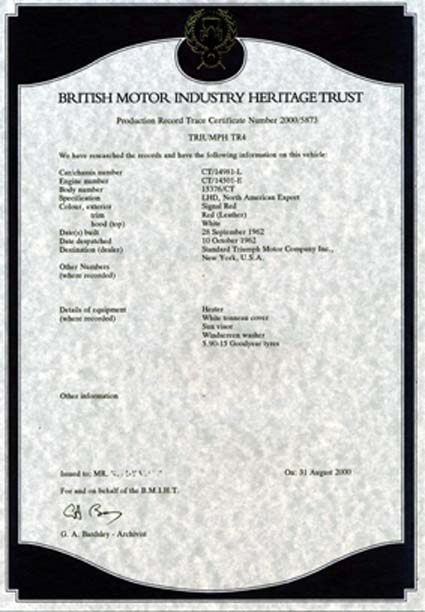 BRITISH MOTOR INDUSTRY HERITAGE TRUST
Production Record Trace Certificate Number 2000/5873
TRIUMPH TR4
We have researched the records and have the following information on this vehicle:
Car/chassis number CT/14981-L
Engine number CT/14501-E
Body number 13376/CT
Specification LHD, North American Export
Colour, exterior Signal Red
trim Red (Leather)
hood (top) White
Date(s) built 28 September 1962
Date despatched 10 October 1962
Destination (dealer) Standard Triumph Motor Company Inc.,
New York, U.S.A.
Other Numbers
(where recorded)
Details of equipment Heater
(where recorded) White tonneau cover
Sun visor
Windscreen washer
5.90-15 Goodyear tyres
Other information
Issued to: MR. On: 31 August 2000
For and on behalf of the B.M.I.H.T.
G. A. Bardsley - Archivist